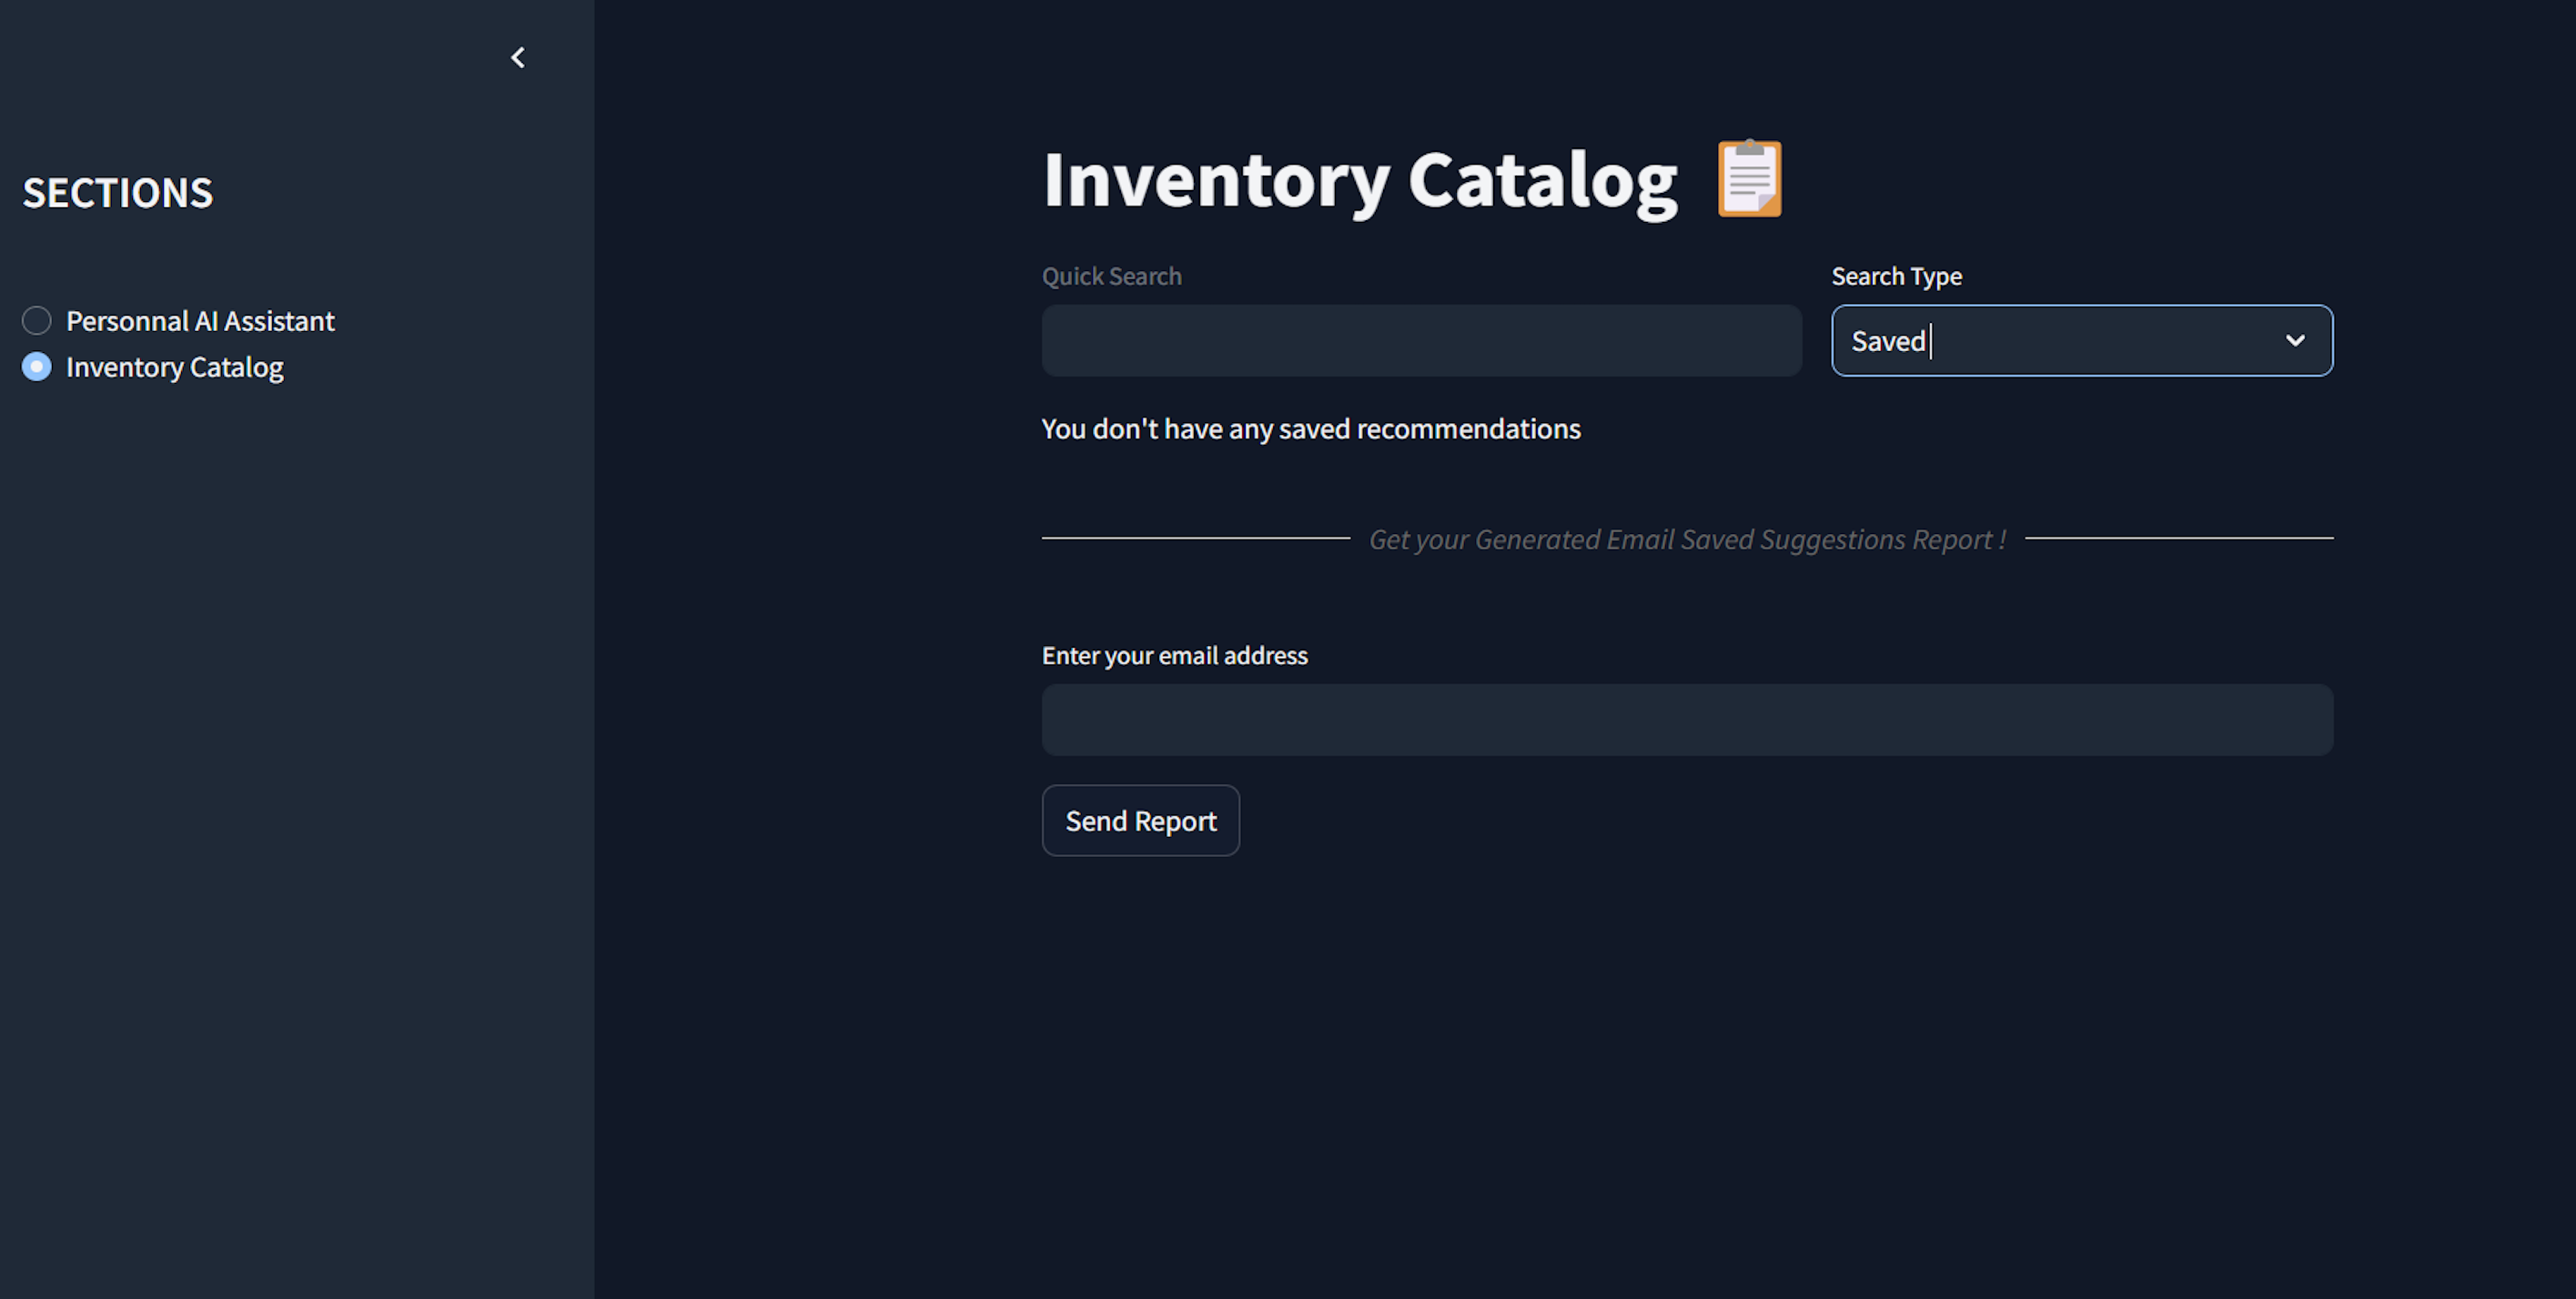 SECTIONS
Personnal AI Assistant
Inventory Catalog
Inventory Catalog
Quick Search
Search Type
Saved
You don't have any saved recommendations
Get your Generated Email Saved Suggestions Report !
Enter your email address
Send Report